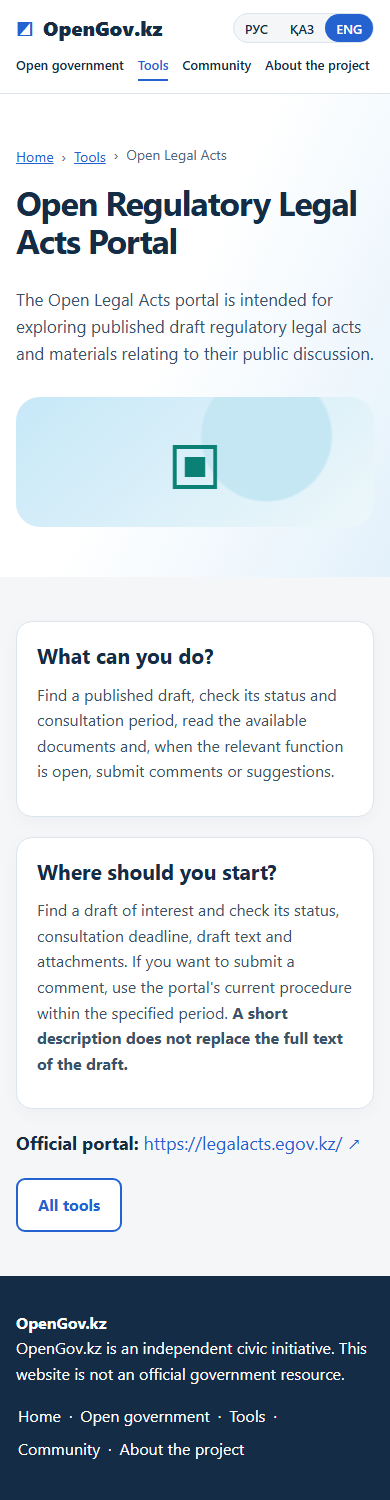 OpenGov.kz
РУС ҚАЗ ENG
Open government Tools Community About the project
Home › Tools › Open Legal Acts
Open Regulatory Legal
Acts Portal
The Open Legal Acts portal is intended for
exploring published draft regulatory legal acts
and materials relating to their public discussion.
What can you do?
Find a published draft, check its status and
consultation period, read the available
documents and, when the relevant function
is open, submit comments or suggestions.
Where should you start?
Find a draft of interest and check its status,
consultation deadline, draft text and
attachments. If you want to submit a
comment, use the portal's current procedure
within the specified period. A short
description does not replace the full text
of the draft.
Official portal: https://legalacts.egov.kz/ ↗
All tools
OpenGov.kz
OpenGov.kz is an independent civic initiative. This
website is not an official government resource.
Home · Open government · Tools ·
Community · About the project